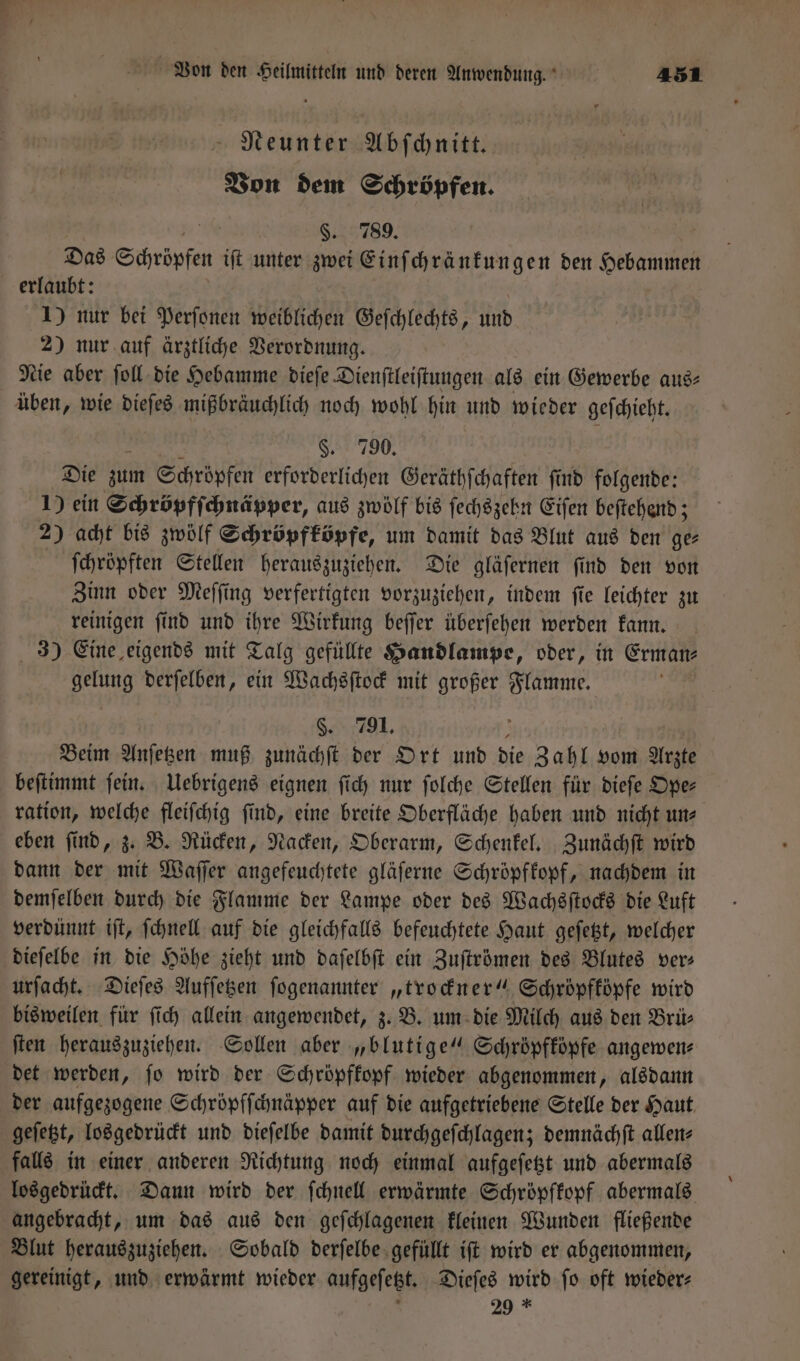 Von den Heilmitteln und deren Anwendung. 451
Neunter Abſchnitt.
Von dem Schröpfen.
§. 789.
Das Schröpfen iſt unter zwei Einſchränkungen den Hebammen
erlaubt:
1) nur bei Perſonen weiblichen Geſchlechts, und
2) nur auf ärztliche Verordnung.
Nie aber ſoll die Hebamme dieſe Dienſtleiſtungen als ein Gewerbe aus⸗
üben, wie dieſes mißbräuchlich noch wohl hin und wieder geſchieht.
§. 790.
Die zum Schröpfen erforderlichen Geräthſchaften ſind folgende:
1) ein Schröpfſchnäpper, aus zwölf bis ſechszehn Eiſen beſtehend;
2) acht bis zwölf Schröpfköpfe, um damit das Blut aus den ge⸗
ſchröpften Stellen herauszuziehen. Die gläſernen ſind den von
Zinn oder Meſſing verfertigten vorzuziehen, indem ſie leichter zu
reinigen ſind und ihre Wirkung beſſer überſehen werden kann.
3) Eine eigends mit Talg gefüllte Handlampe, oder, in Erman⸗
gelung derſelben, ein Wachsſtock mit großer Flamme.
§. 791.
Beim Anſetzen muß zunächſt der Ort und die Zahl vom Arzte
beſtimmt ſein. Uebrigens eignen ſich nur ſolche Stellen für dieſe Ope⸗
ration, welche fleiſchig ſind, eine breite Oberfläche haben und nicht un⸗
eben ſind, z. B. Rücken, Nacken, Oberarm, Schenkel. Zunächſt wird
dann der mit Waſſer angefeuchtete gläſerne Schröpfkopf, nachdem in
demſelben durch die Flamme der Lampe oder des Wachsſtocks die Luft
verdünnt iſt, ſchnell auf die gleichfalls befeuchtete Haut geſetzt, welcher
dieſelbe in die Höhe zieht und daſelbſt ein Zuſtrömen des Blutes ver⸗
urſacht. Dieſes Aufſetzen ſogenannter „trockner“ Schröpfköpfe wird
bisweilen für ſich allein angewendet, z. B. um die Milch aus den Brü⸗
ſten herauszuziehen. Sollen aber „blutige“ Schröpfköpfe angewen⸗
det werden, ſo wird der Schröpfkopf wieder abgenommen, alsdann
der aufgezogene Schröpfſchnäpper auf die aufgetriebene Stelle der Haut
geſetzt, losgedrückt und dieſelbe damit durchgeſchlagen; demnächſt allen⸗
falls in einer anderen Richtung noch einmal aufgeſetzt und abermals
losgedrückt. Dann wird der ſchnell erwärmte Schröpfkopf abermals
angebracht, um das aus den geſchlagenen kleinen Wunden fließende
Blut herauszuziehen. Sobald derſelbe gefüllt iſt wird er abgenommen,
gereinigt, und erwärmt wieder aufgeſetzt. Dieſes wird ſo oft wieder⸗
29 *